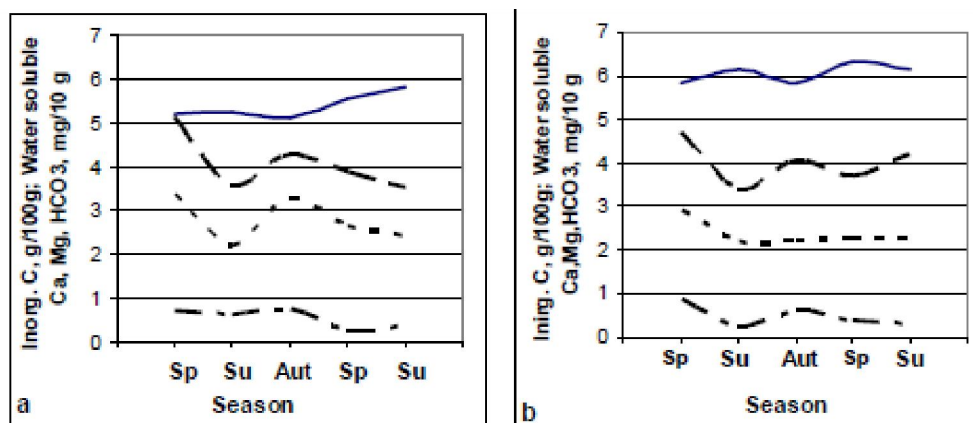 Inorg. C, g/100g; Water soluble
Ca, Mg, HCO3, mg/10 g
7
6
5
4
3
2
1
0
Sp Su Aut Sp Su
Season
a
b
Inirg. C, g/100g; Water soluble
Ca,Mg,HCO3, mg/10 g
7
6
5
4
3
2
1
0
Sp Su Aut Sp Su
Season